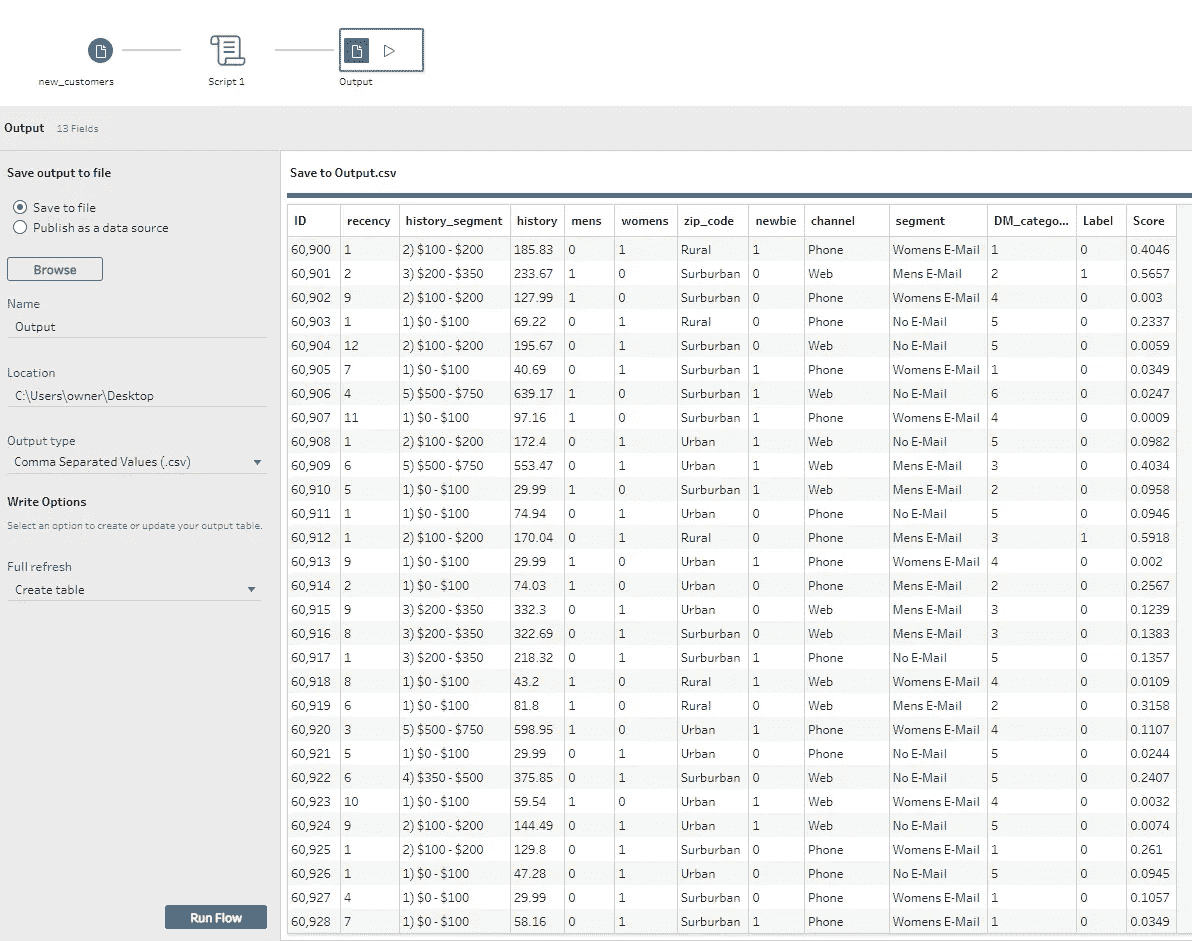 new_customers
Script 1
Output
Output 13 Fields
Save output to file
Save to file
Publish as a data source
Browse
Name
Output
Location
C:\Users\owner\Desktop
Output type
Comma Separated Values (.csv)
Write Options
Select an option to create or update your output table.
Full refresh
Create table
Run Flow
Save to Output.csv
ID recency history_segment history mens womens zip_code newbie channel segment DM_catego... Label Score
60,900 1 2) $100 - $200 185.83 0 1 Rural 1 Phone Womens E-Mail 1 0 0.4046
60,901 2 3) $200 - $350 233.67 1 0 Surburban 0 Web Mens E-Mail 2 1 0.5657
60,902 9 2) $100 - $200 127.99 1 0 Surburban 0 Phone Womens E-Mail 4 0 0.003
60,903 1 1) $0 - $100 69.22 0 1 Rural 0 Phone No E-Mail 5 0 0.2337
60,904 12 2) $100 - $200 195.67 0 1 Surburban 0 Web No E-Mail 5 0 0.0059
60,905 7 1) $0 - $100 40.69 0 1 Surburban 1 Phone Womens E-Mail 1 0 0.0349
60,906 4 5) $500 - $750 639.17 1 0 Surburban 1 Web No E-Mail 6 0 0.0247
60,907 11 1) $0 - $100 97.16 1 0 Surburban 1 Phone Womens E-Mail 4 0 0.0009
60,908 1 2) $100 - $200 172.4 0 1 Urban 1 Web No E-Mail 5 0 0.0982
60,909 6 5) $500 - $750 553.47 0 1 Urban 1 Web Mens E-Mail 3 0 0.4034
60,910 5 1) $0 - $100 29.99 1 0 Surburban 1 Web Mens E-Mail 2 0 0.0958
60,911 1 1) $0 - $100 74.94 0 1 Urban 0 Phone No E-Mail 5 0 0.0946
60,912 1 2) $100 - $200 170.04 0 1 Rural 0 Phone Mens E-Mail 3 1 0.5918
60,913 9 1) $0 - $100 29.99 1 0 Urban 1 Phone Womens E-Mail 4 0 0.002
60,914 2 1) $0 - $100 74.03 1 0 Urban 0 Phone Mens E-Mail 2 0 0.2567
60,915 9 3) $200 - $350 332.3 0 1 Urban 0 Web Mens E-Mail 3 0 0.1239
60,916 8 3) $200 - $350 322.69 0 1 Surburban 0 Web Mens E-Mail 3 0 0.1383
60,917 1 3) $200 - $350 218.32 0 1 Surburban 1 Phone No E-Mail 5 0 0.1357
60,918 8 1) $0 - $100 43.2 1 0 Rural 1 Web Womens E-Mail 4 0 0.0109
60,919 6 1) $0 - $100 81.8 1 0 Rural 0 Web Mens E-Mail 2 0 0.3158
60,920 3 5) $500 - $750 598.95 1 0 Urban 1 Phone Womens E-Mail 4 0 0.1107
60,921 5 1) $0 - $100 29.99 0 1 Urban 0 Phone No E-Mail 5 0 0.0244
60,922 6 4) $350 - $500 375.85 0 1 Surburban 0 Web No E-Mail 5 0 0.2407
60,923 10 1) $0 - $100 59.54 1 0 Urban 1 Web Womens E-Mail 4 0 0.0032
60,924 9 2) $100 - $200 144.49 0 1 Urban 1 Web No E-Mail 5 0 0.0074
60,925 1 2) $100 - $200 129.8 0 1 Surburban 0 Phone Womens E-Mail 1 0 0.261
60,926 1 1) $0 - $100 47.28 0 1 Urban 0 Phone No E-Mail 5 0 0.0945
60,927 4 1) $0 - $100 29.99 0 1 Surburban 0 Phone Womens E-Mail 1 0 0.1057
60,928 7 1) $0 - $100 58.16 0 1 Surburban 1 Phone Womens E-Mail 1 0 0.0349